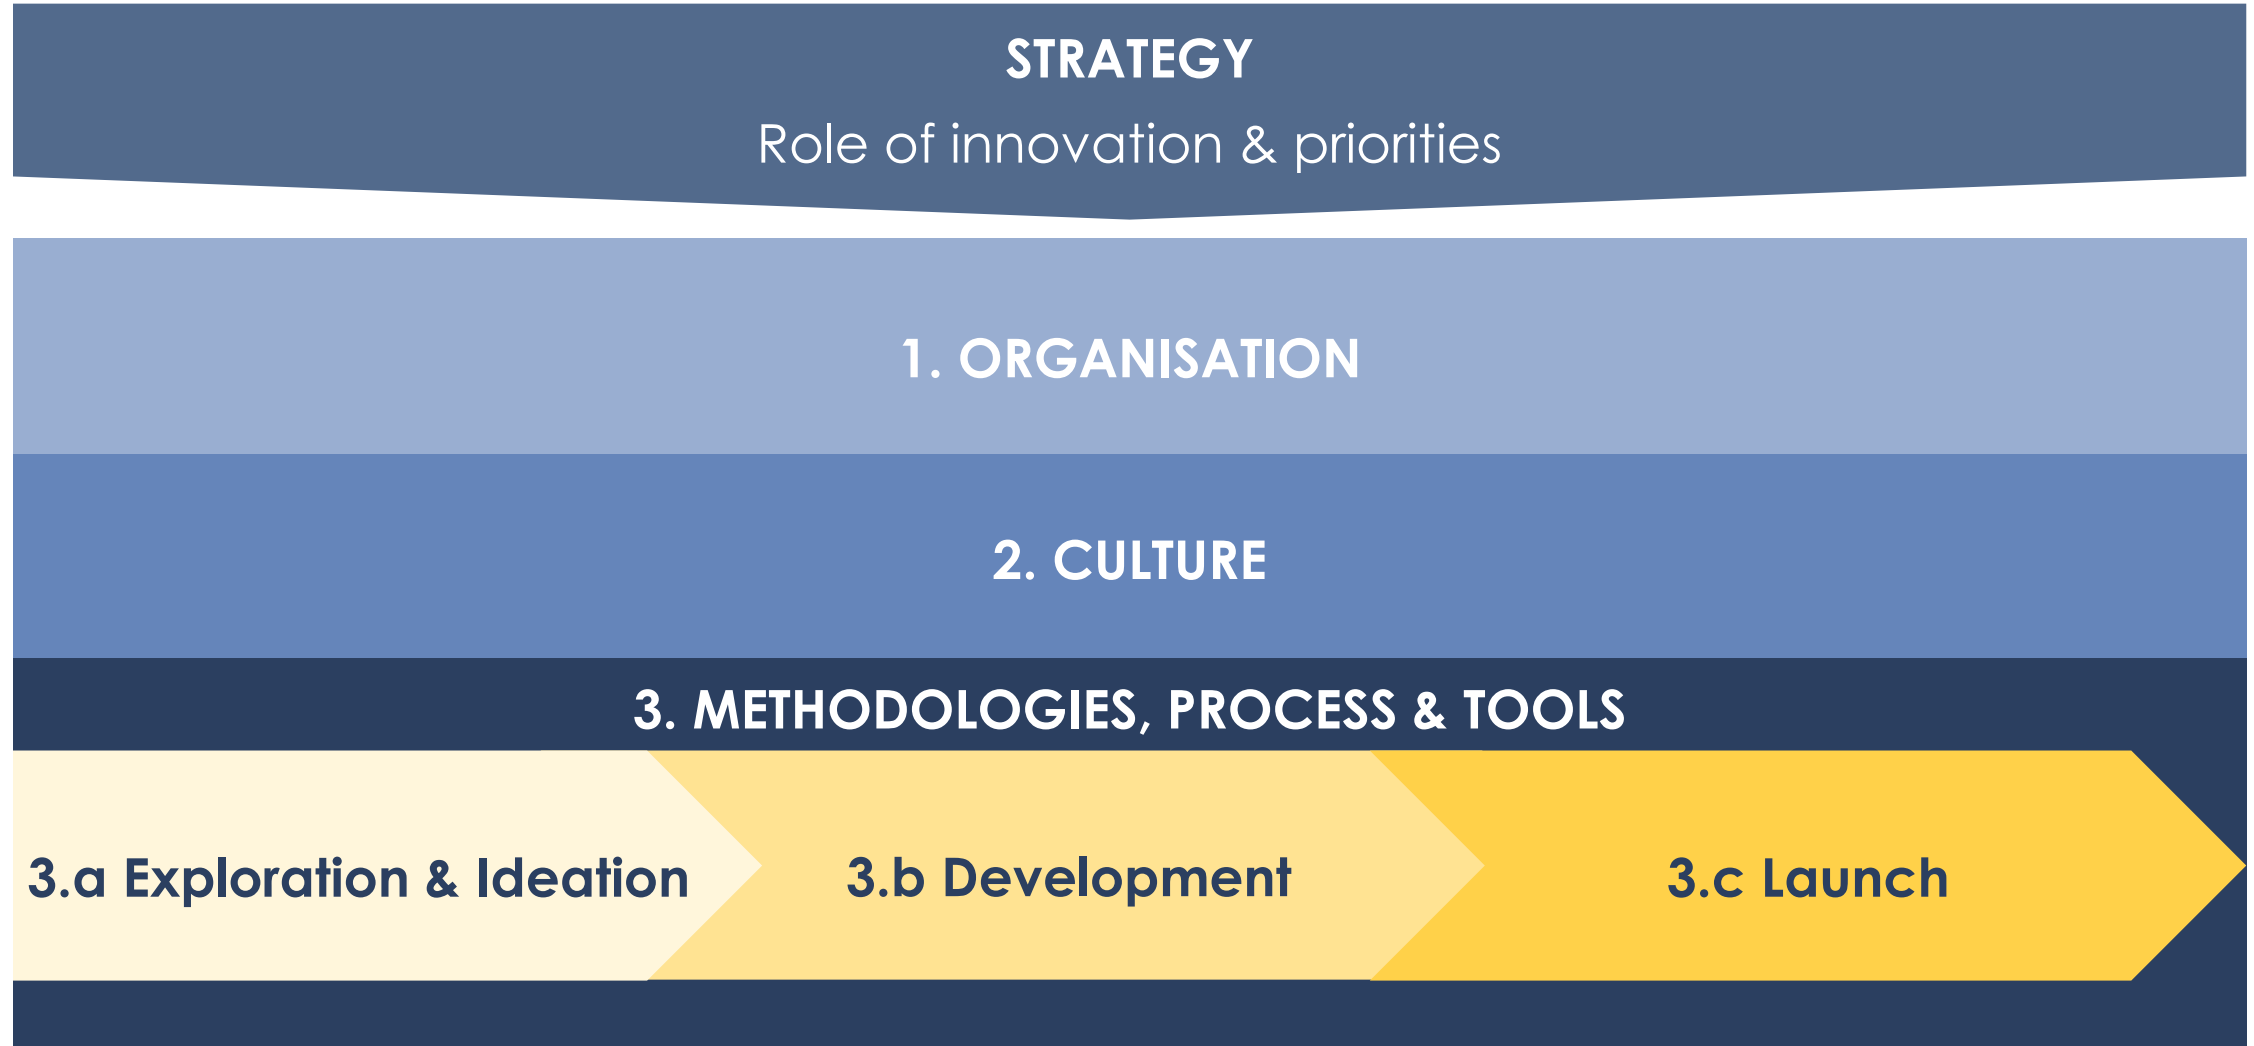 STRATEGY
Role of innovation & priorities
1. ORGANISATION
2. CULTURE
3. METHODOLOGIES, PROCESS & TOOLS
3.a Exploration & Ideation
3.b Development
3.c Launch